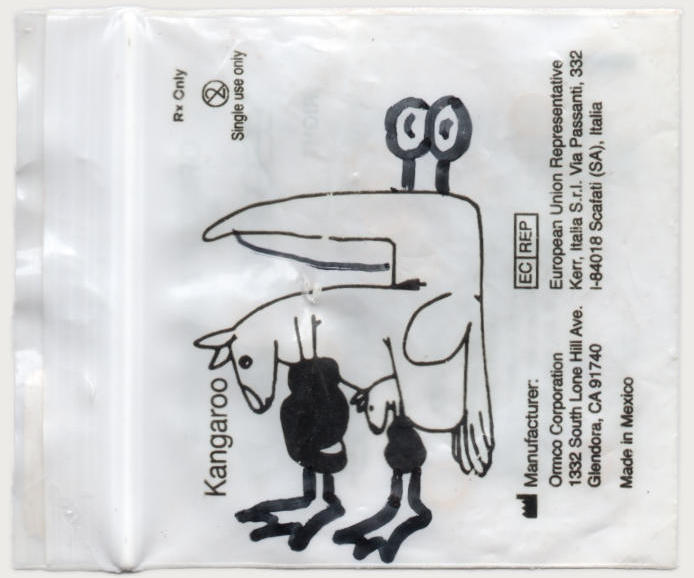 Rx Only
2
Single use only
Kangaroo
EC REP
European Union Representative
Kerr, Italia S.r.l. Via Passanti, 332
I-84018 Scafati (SA), Italia
Manufacturer:
Ormco Corporation
1332 South Lone Hill Ave.
Glendora, CA 91740
Made in Mexico